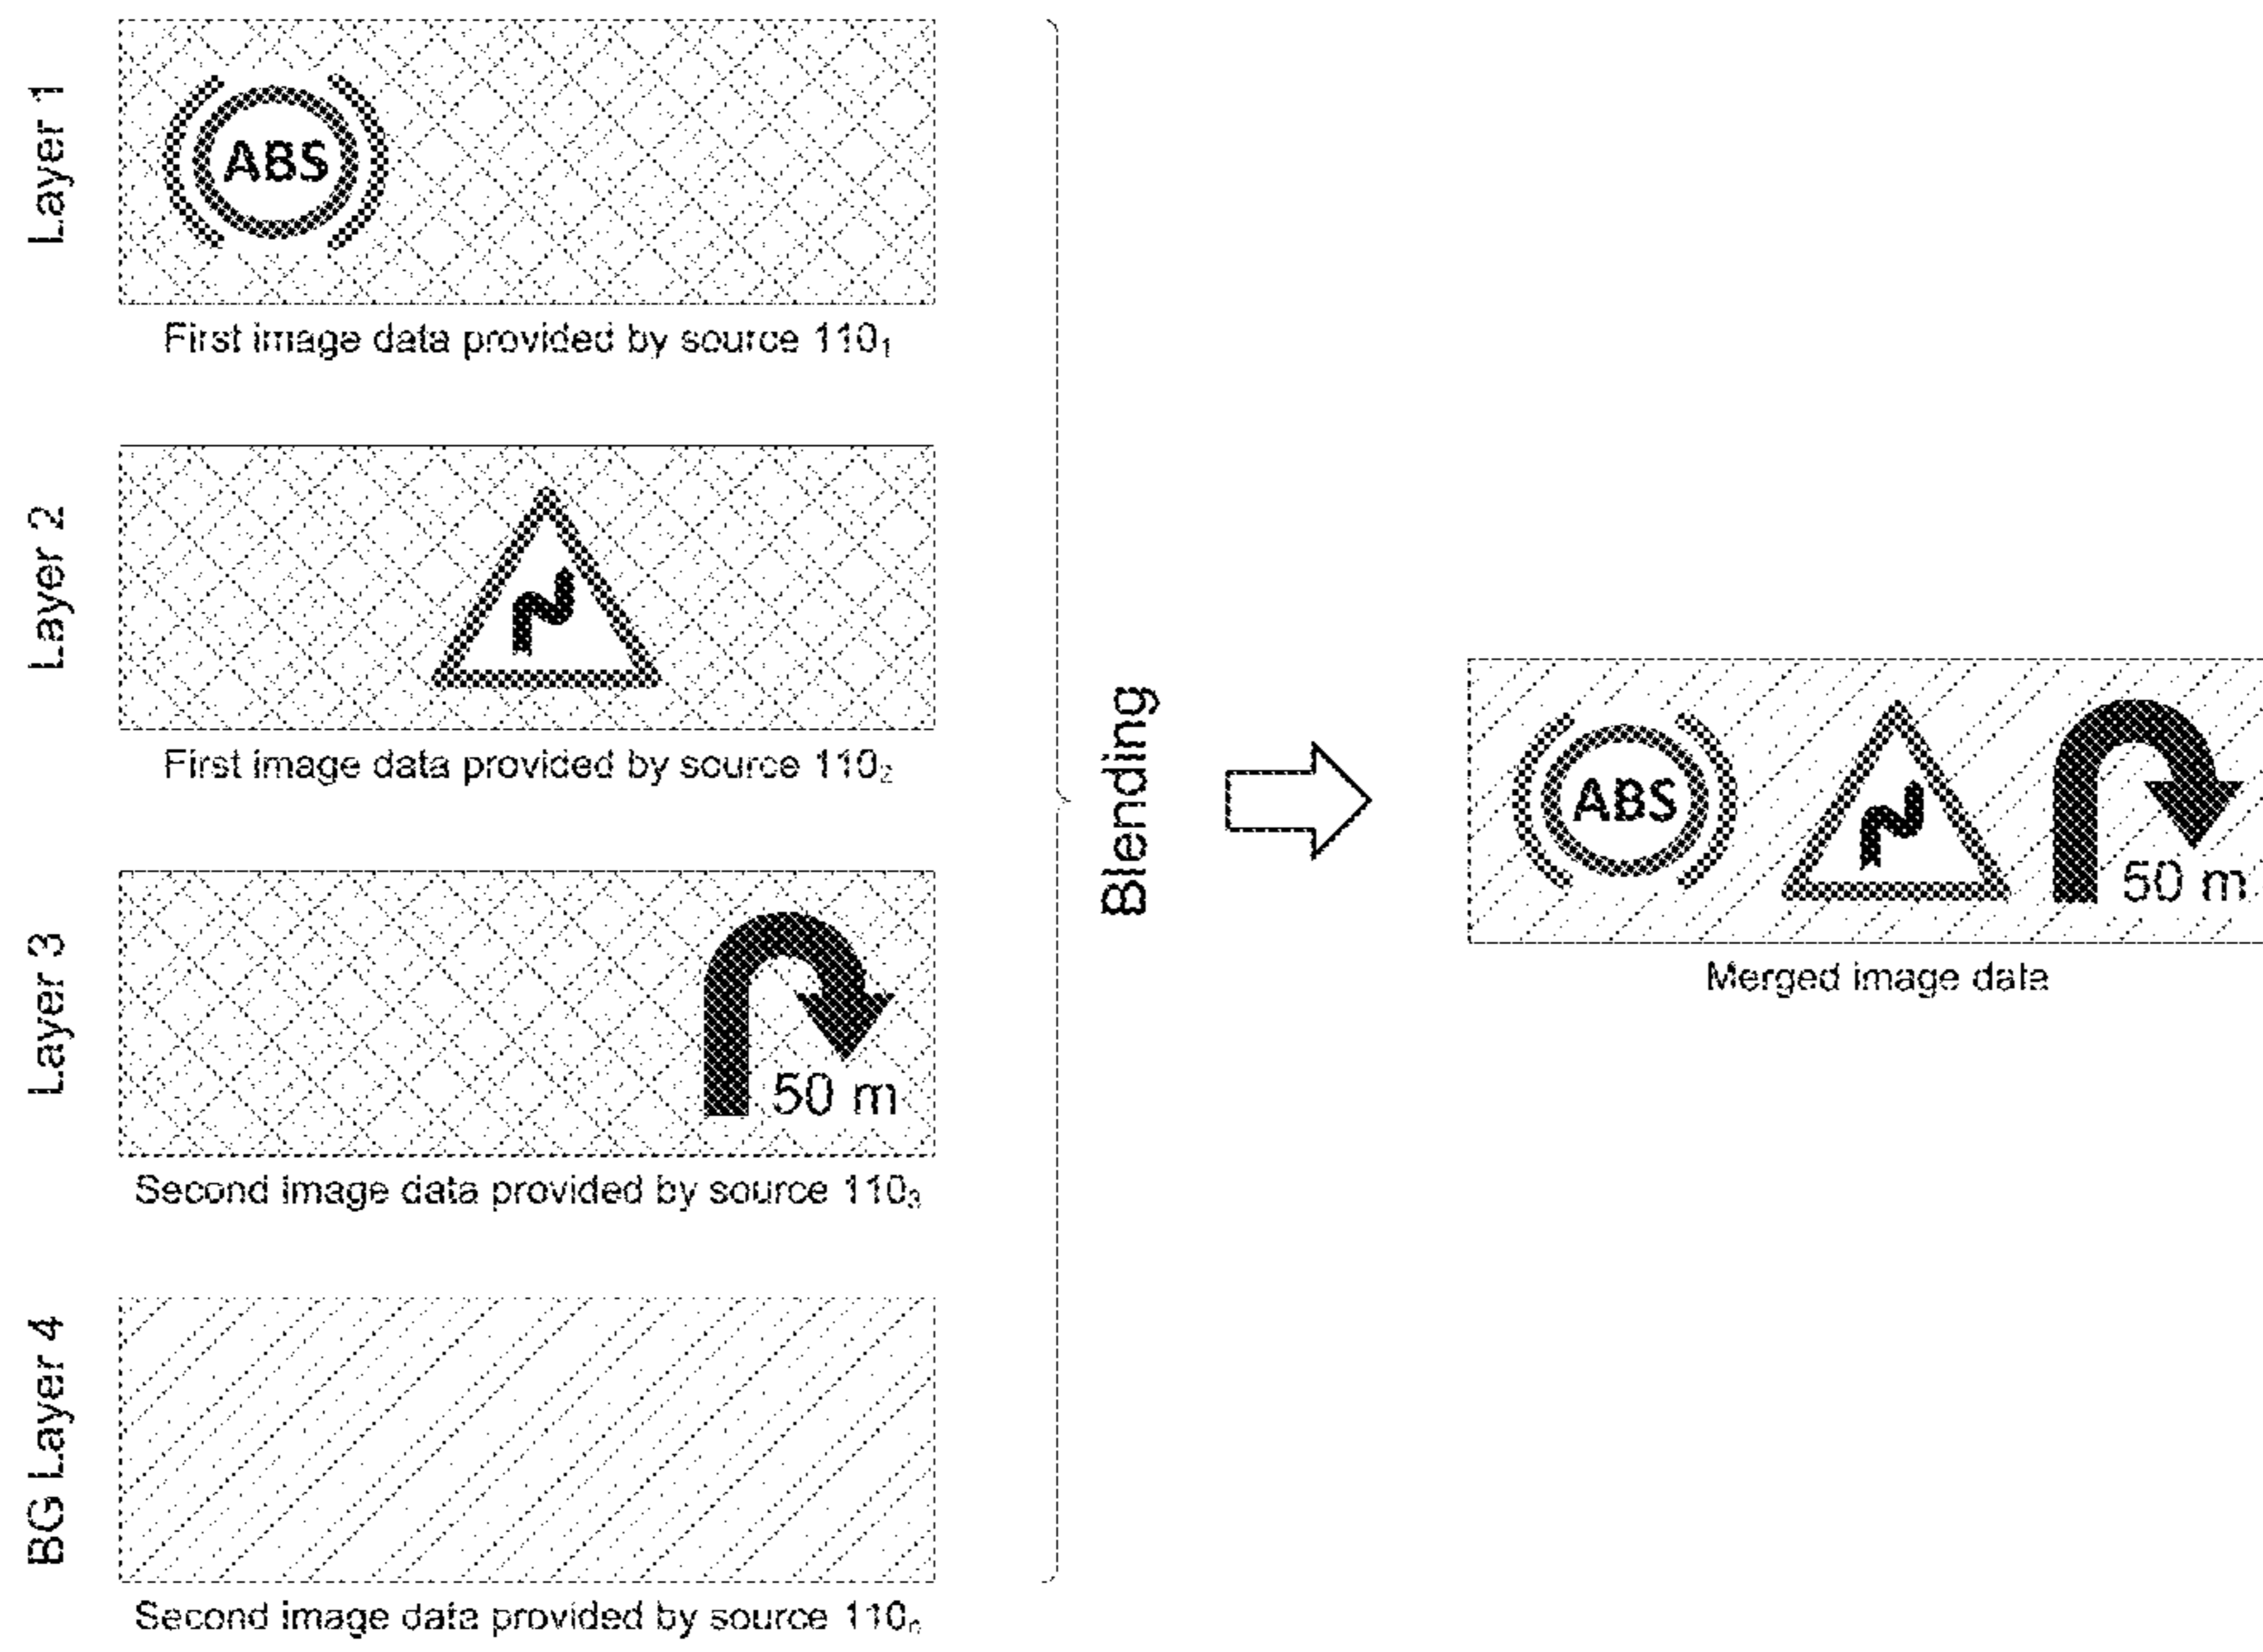 Layer 1
ABS
First image data provided by source 110₁
Layer 2
First image data provided by source 110₂
Layer 3
50 m
Second image data provided by source 110₃
BG Layer 4
Second image data provided by source 110ₙ
Blending
ABS
50 m
Merged image data